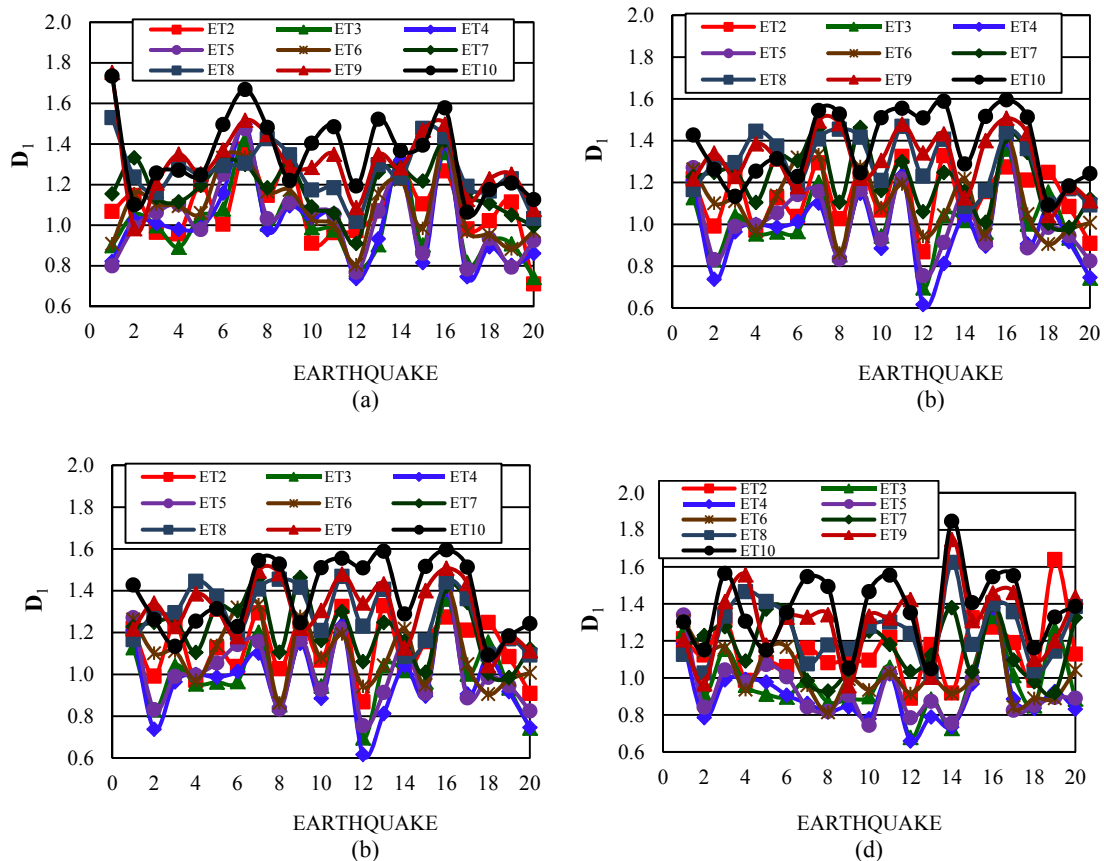 2.0
1.8
1.6
1.4
1.2
1.0
0.8
0.6
D1
ET2 ET3 ET4
ET5 ET6 ET7
ET8 ET9 ET10
0 2 4 6 8 10 12 14 16 18 20
EARTHQUAKE
(a)
2.0
1.8
1.6
1.4
1.2
1.0
0.8
0.6
D1
ET2 ET3 ET4
ET5 ET6 ET7
ET8 ET9 ET10
0 2 4 6 8 10 12 14 16 18 20
EARTHQUAKE
(b)
2.0
1.8
1.6
1.4
1.2
1.0
0.8
0.6
D1
ET2 ET3 ET4
ET5 ET6 ET7
ET8 ET9 ET10
0 2 4 6 8 10 12 14 16 18 20
EARTHQUAKE
(b)
2.0
1.8
1.6
1.4
1.2
1.0
0.8
0.6
D1
ET2 ET3
ET4 ET5
ET6 ET7
ET8 ET9
ET10
0 2 4 6 8 10 12 14 16 18 20
EARTHQUAKE
(d)